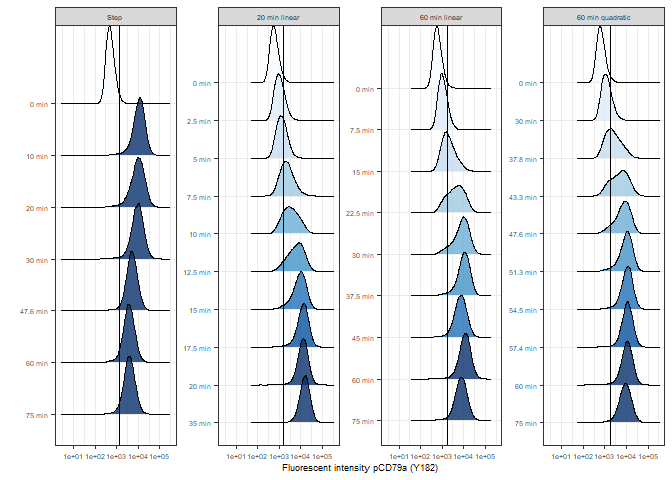 Step
0 min
10 min
20 min
30 min
47.6 min
60 min
75 min
1e+01 1e+02 1e+03 1e+04 1e+05
20 min linear
0 min
2.5 min
5 min
7.5 min
10 min
12.5 min
15 min
17.5 min
20 min
35 min
1e+01 1e+02 1e+03 1e+04 1e+05
60 min linear
0 min
7.5 min
15 min
22.5 min
30 min
37.5 min
45 min
60 min
75 min
1e+01 1e+02 1e+03 1e+04 1e+05
60 min quadratic
0 min
30 min
37.8 min
43.3 min
47.6 min
51.3 min
54.5 min
57.4 min
60 min
75 min
1e+01 1e+02 1e+03 1e+04 1e+05
Fluorescent intensity pCD79a (Y182)